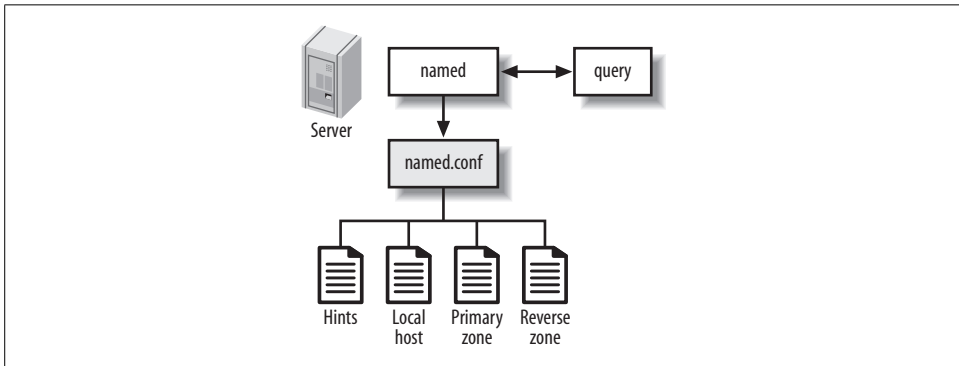 named
query
Server
named.conf
Hints
Local
host
Primary
zone
Reverse
zone